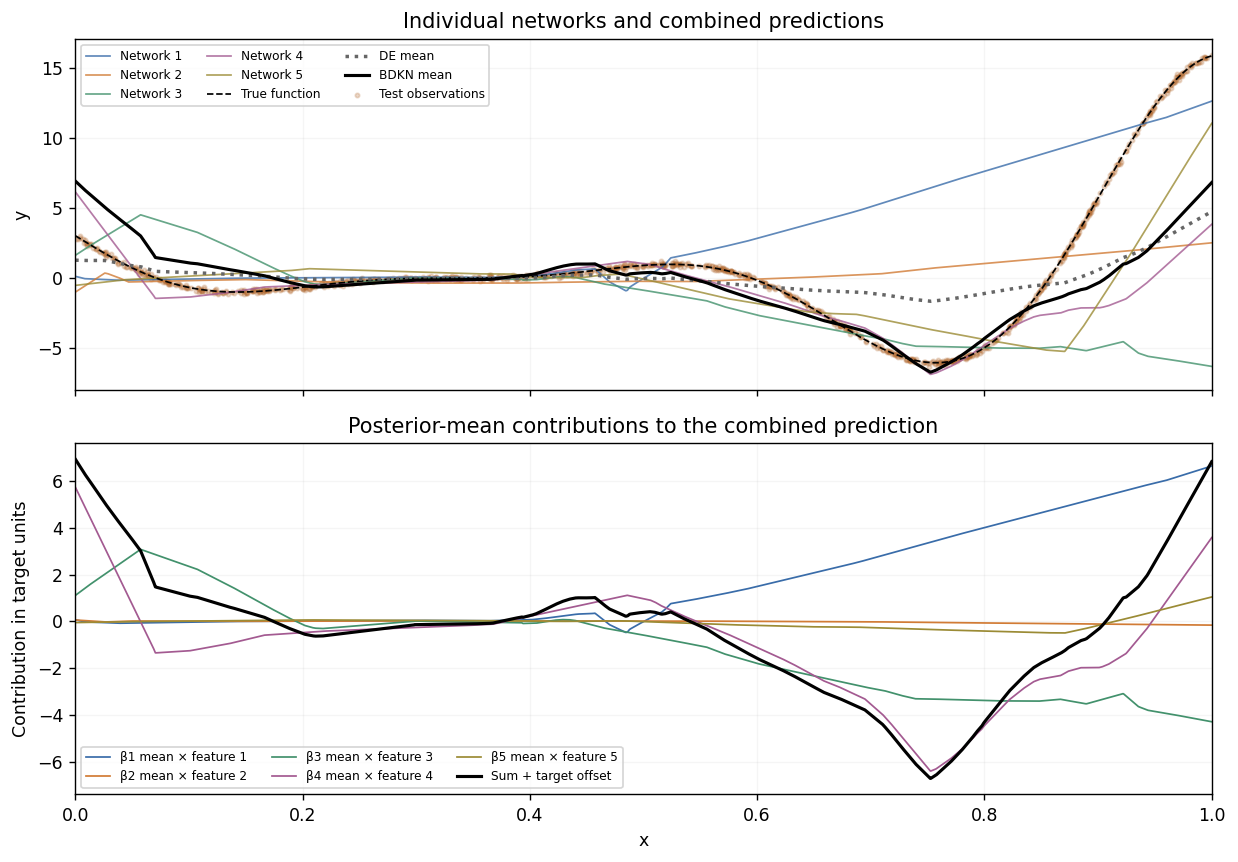 Individual networks and combined predictions
y
15
10
5
0
−5
Network 1
Network 2
Network 3
Network 4
Network 5
True function
DE mean
BDKN mean
Test observations
Posterior-mean contributions to the combined prediction
Contribution in target units
6
4
2
0
−2
−4
−6
β1 mean × feature 1
β2 mean × feature 2
β3 mean × feature 3
β4 mean × feature 4
β5 mean × feature 5
Sum + target offset
0.0
0.2
0.4
0.6
0.8
1.0
x